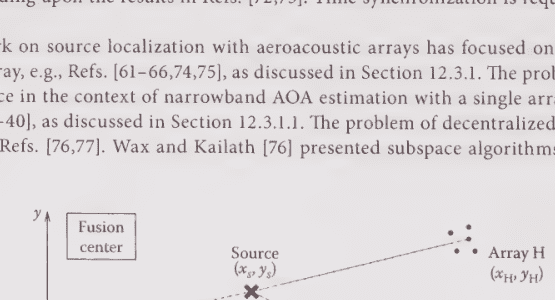 upon the results in Refs. [72,73]. Time synchronization is
k on source localization with aeroacoustic arrays has focused on
ray, e.g., Refs. [61–66,74,75], as discussed in Section 12.3.1. The prob
ce in the context of narrowband AOA estimation with a single arra
-40], as discussed in Section 12.3.1.1. The problem of decentralized
Refs. [76,77]. Wax and Kailath [76] presented subspace algorithms
y
Fusion
center
Source
(xs, ys)
Array H
(xH, yH)